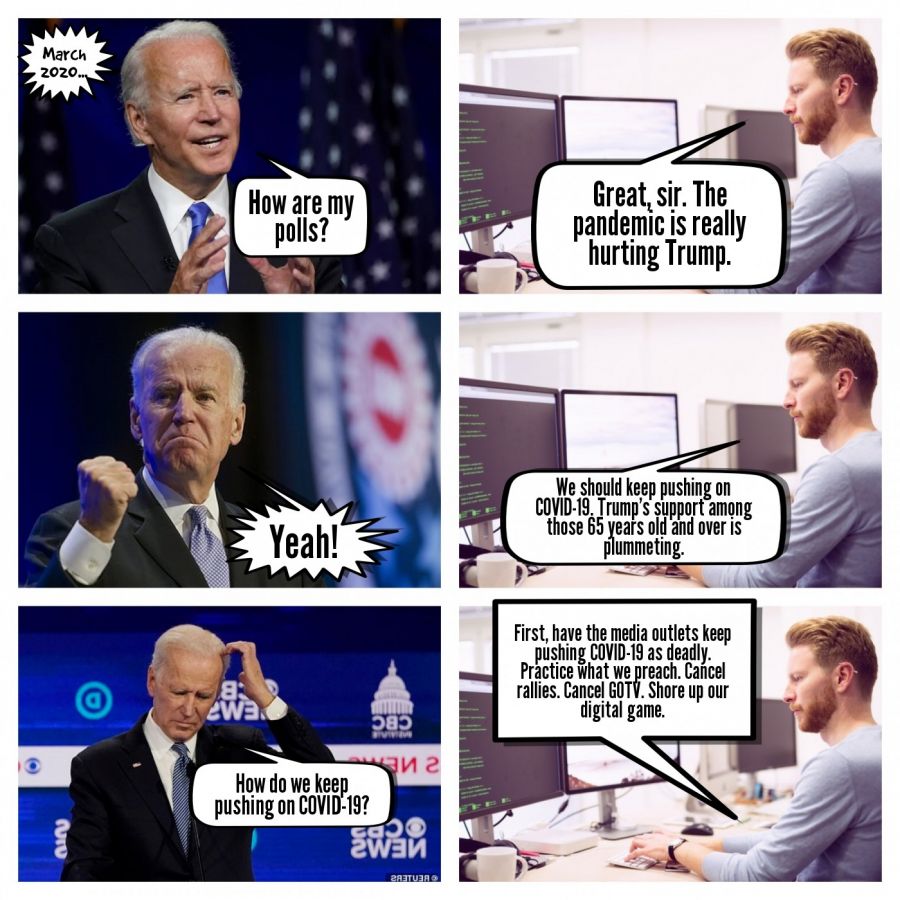 March
2020...
How are my
polls?
Great, sir. The
pandemic is really
hurting Trump.
Yeah!
We should keep pushing on
COVID-19. Trump's support among
those 65 years old and over is
plummeting.
How do we keep
pushing on COVID-19?
CBS
NEWS
CBC
INSTITUTE
S NEWS
CBS
NEWS
© REUTERS
First, have the media outlets keep
pushing COVID-19 as deadly.
Practice what we preach. Cancel
rallies. Cancel GOTV. Shore up our
digital game.